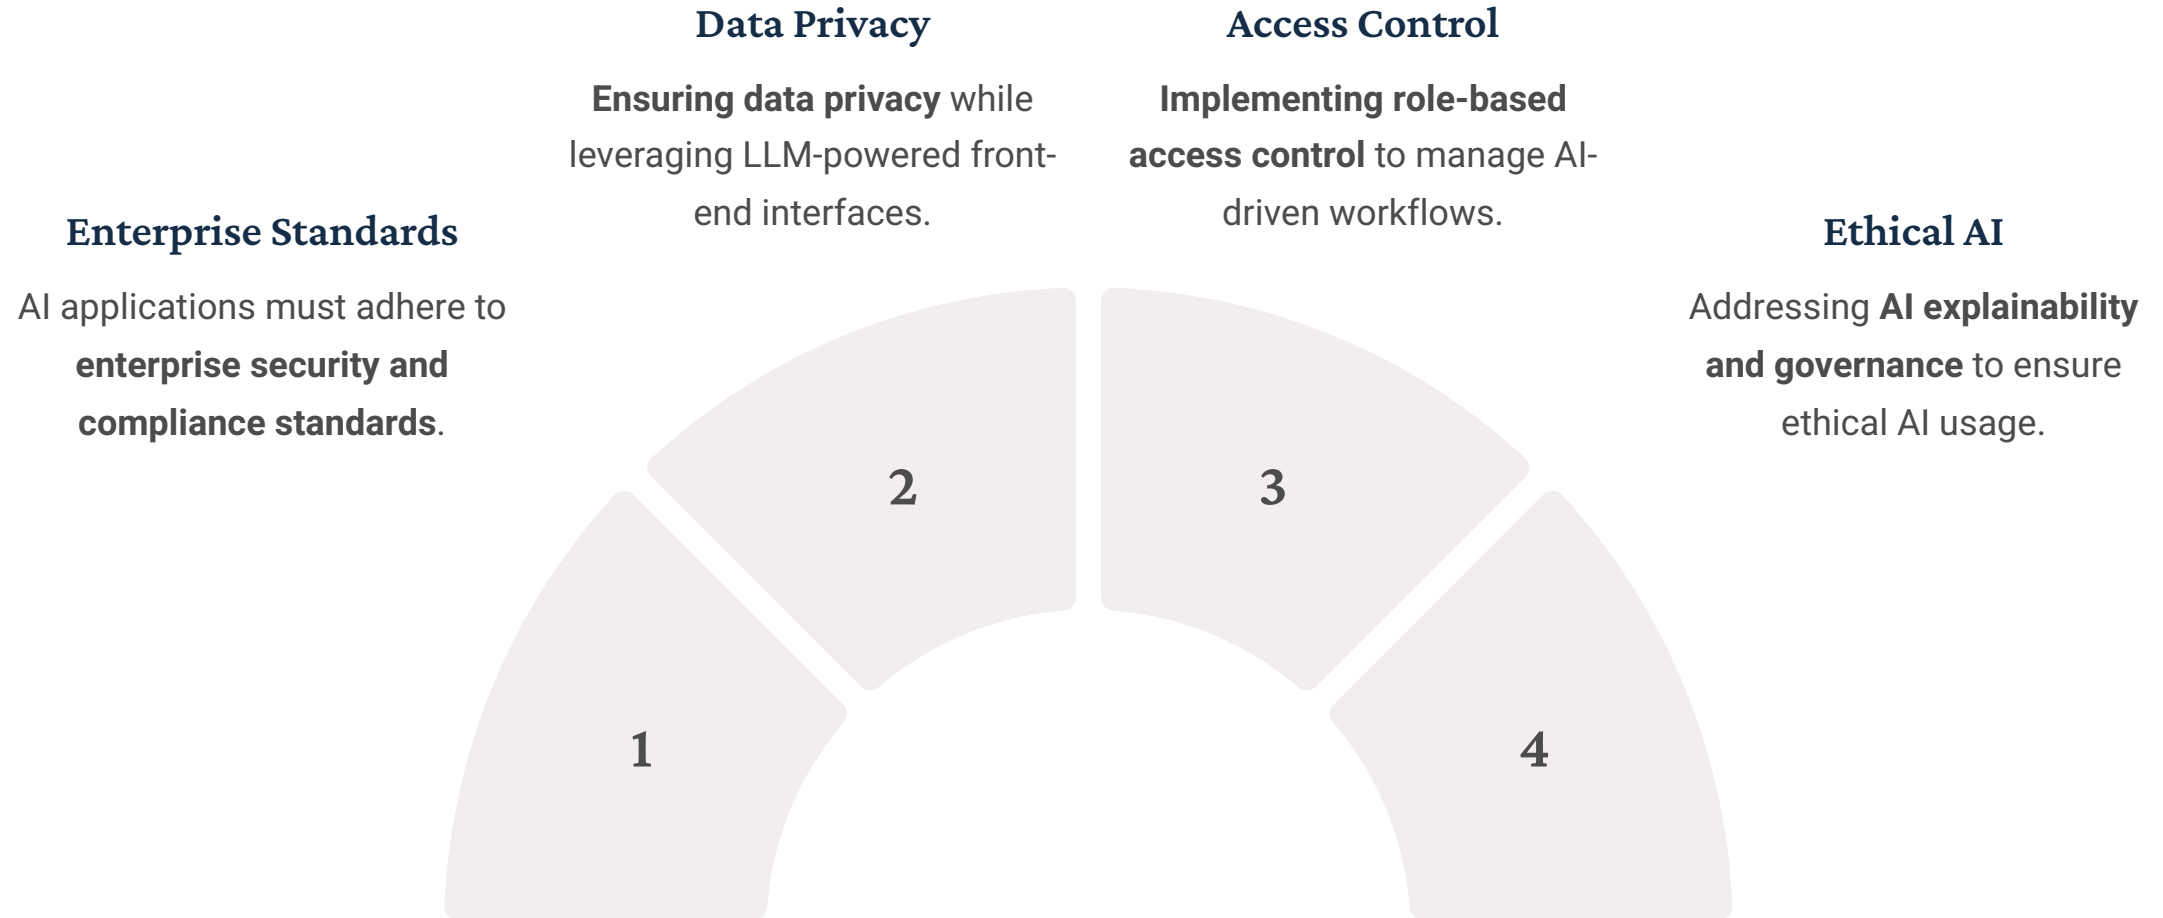 Enterprise Standards
AI applications must adhere to
enterprise security and
compliance standards.
Data Privacy
Ensuring data privacy while
leveraging LLM-powered front-
end interfaces.
Access Control
Implementing role-based
access control to manage AI-
driven workflows.
Ethical AI
Addressing AI explainability
and governance to ensure
ethical AI usage.
1
2
3
4